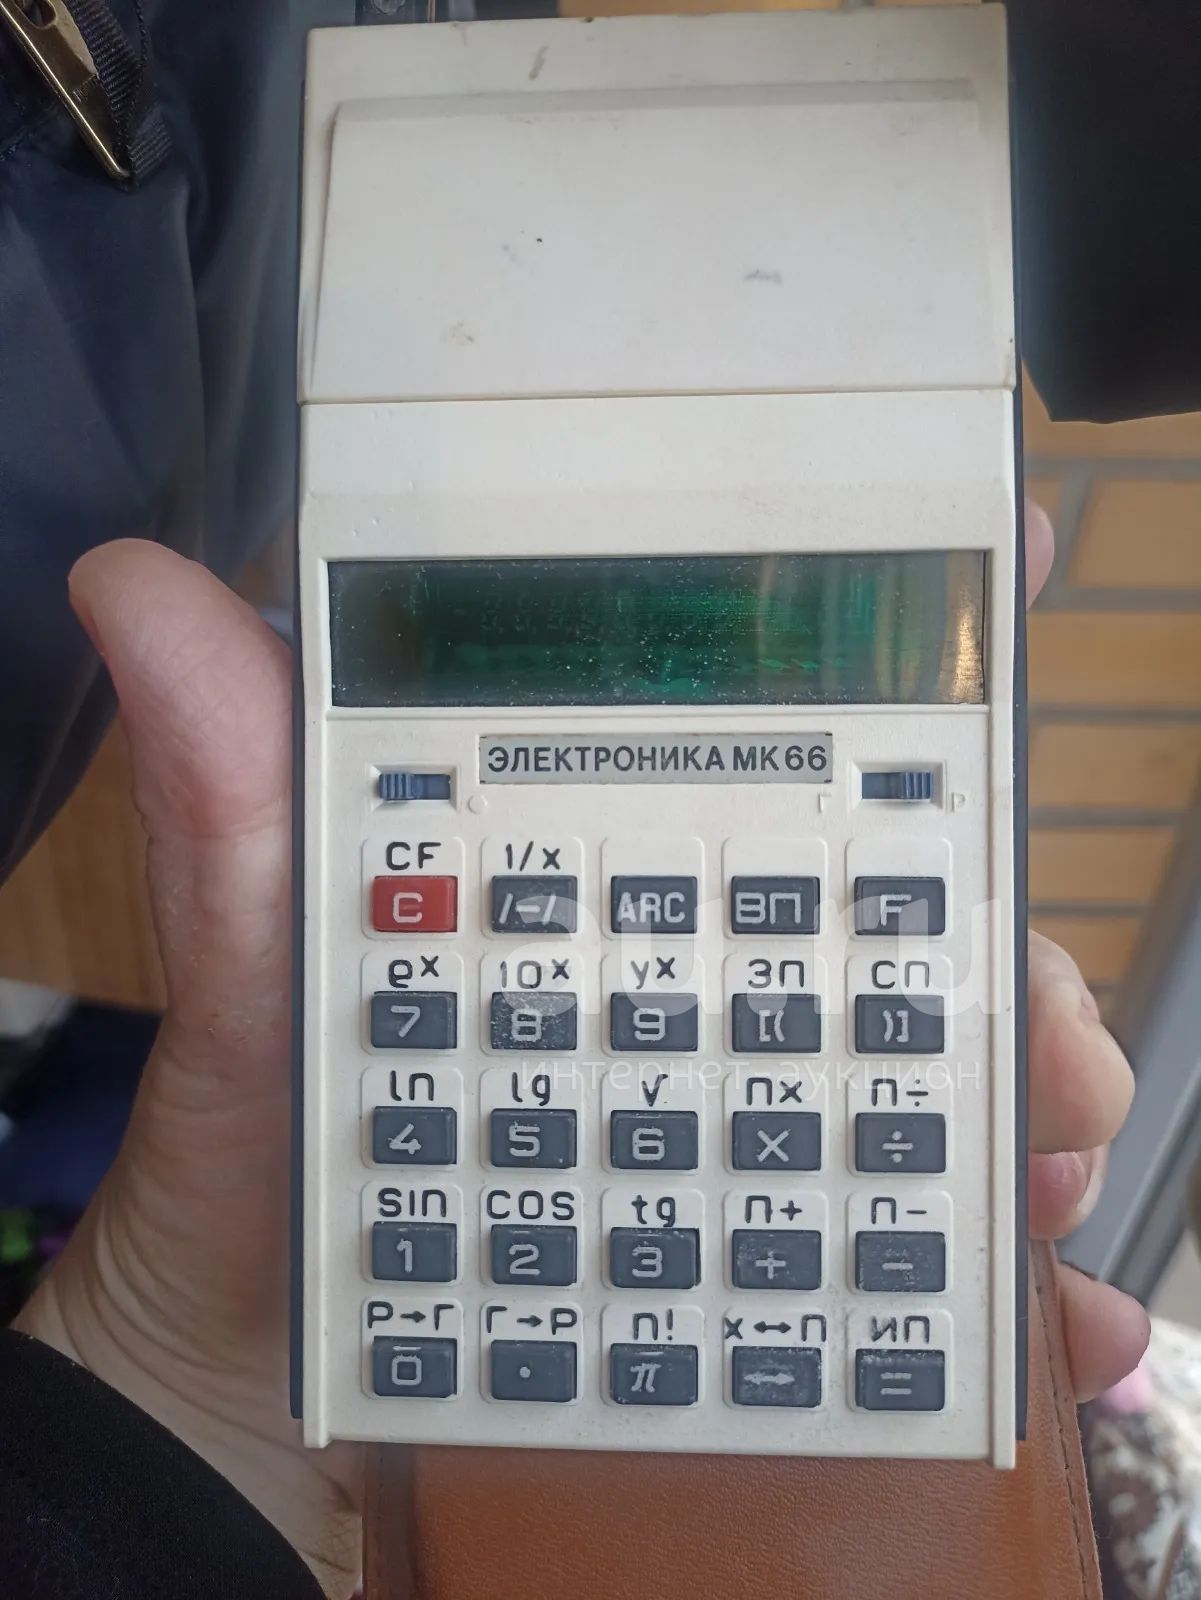 ЭЛЕКТРОНИКА МК 66
Г Р
CF 1/x
C /-/ ARC ВП F
eˣ 10ˣ yˣ ЗП СП
7 8 9 [( )]
ln lg √ П× П÷
4 5 6 × ÷
sin cos tg П+ П-
1 2 3 + -
P→Г Г→P n! x↔П ИП
0 · π ↔ =
au.ru
интернет-аукцион